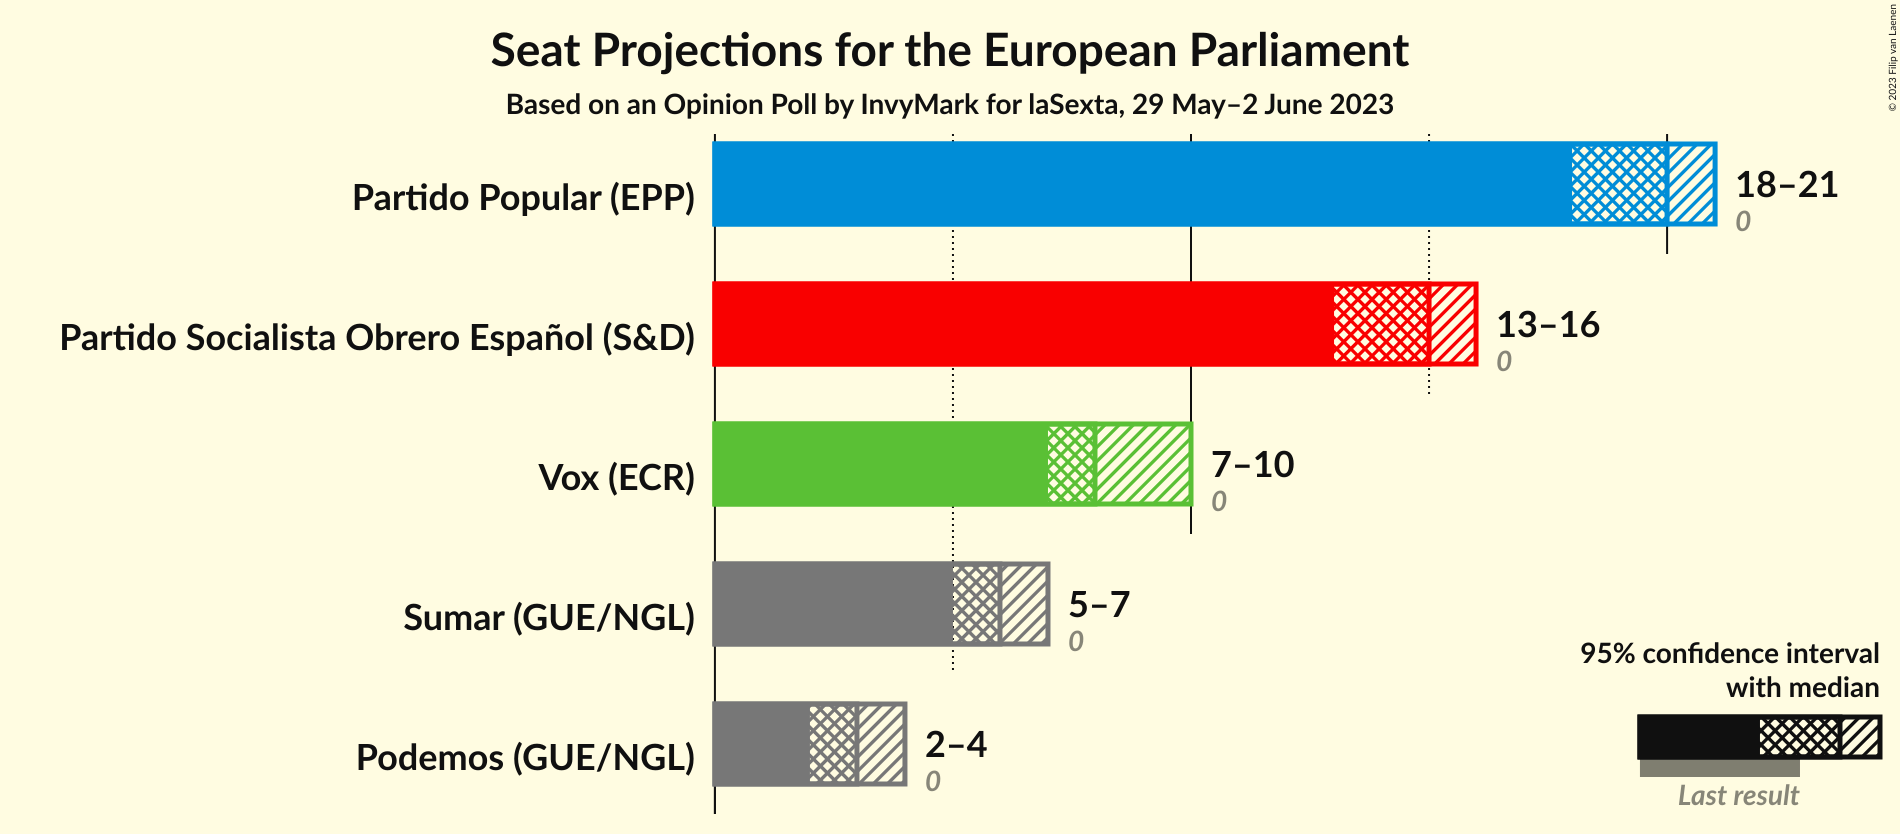 Seat Projections for the European Parliament
Based on an Opinion Poll by InvyMark for laSexta, 29 May–2 June 2023
© 2023 Filip van Laenen
Partido Popular (EPP)
18–21
0
Partido Socialista Obrero Español (S&D)
13–16
0
Vox (ECR)
7–10
0
Sumar (GUE/NGL)
5–7
0
Podemos (GUE/NGL)
2–4
0
95% confidence interval
with median
Last result